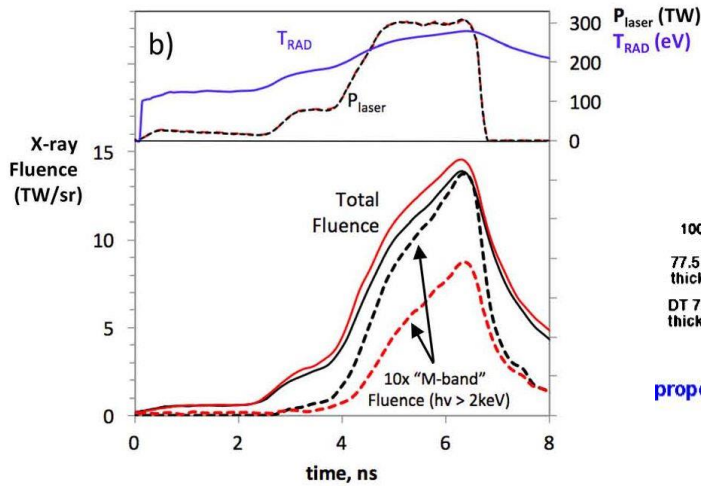 b)
T_RAD
P_laser
P_laser (TW)
T_RAD (eV)
300
200
100
0
X-ray
Fluence
(TW/sr)
15
10
5
0
Total
Fluence
10x "M-band"
Fluence (hν > 2keV)
0
2
4
6
8
time, ns
100
77.5
thick
DT 7
thick
prope